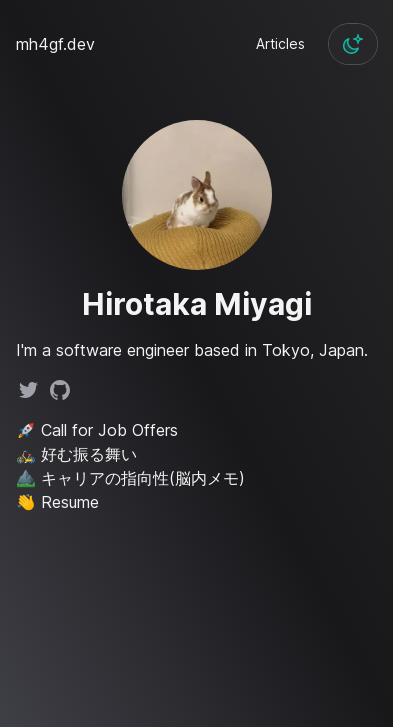 mh4gf.dev
Articles
Hirotaka Miyagi
I'm a software engineer based in Tokyo, Japan.
🚀 Call for Job Offers
🚲 好む振る舞い
⛰️ キャリアの指向性(脳内メモ)
👋 Resume